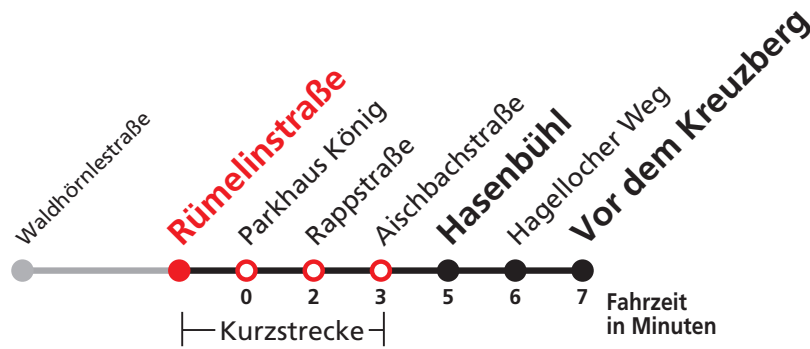 Waldhörnlestraße
Rümelinstraße
Parkhaus König
Rappstraße
Aischbachstraße
Hasenbühl
Hagellocher Weg
Vor dem Kreuzberg
0 2 3 5 6 7 Fahrzeit
in Minuten
Kurzstrecke